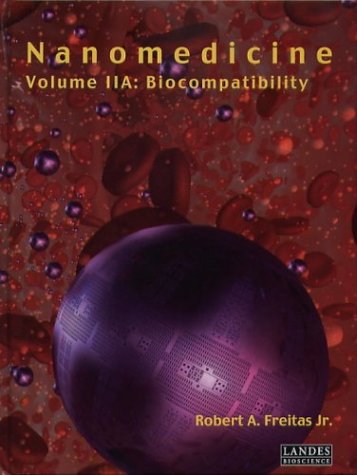 Nanomedicine
Volume IIA: Biocompatibility
Robert A. Freitas Jr.
LANDES
BIOSCIENCE